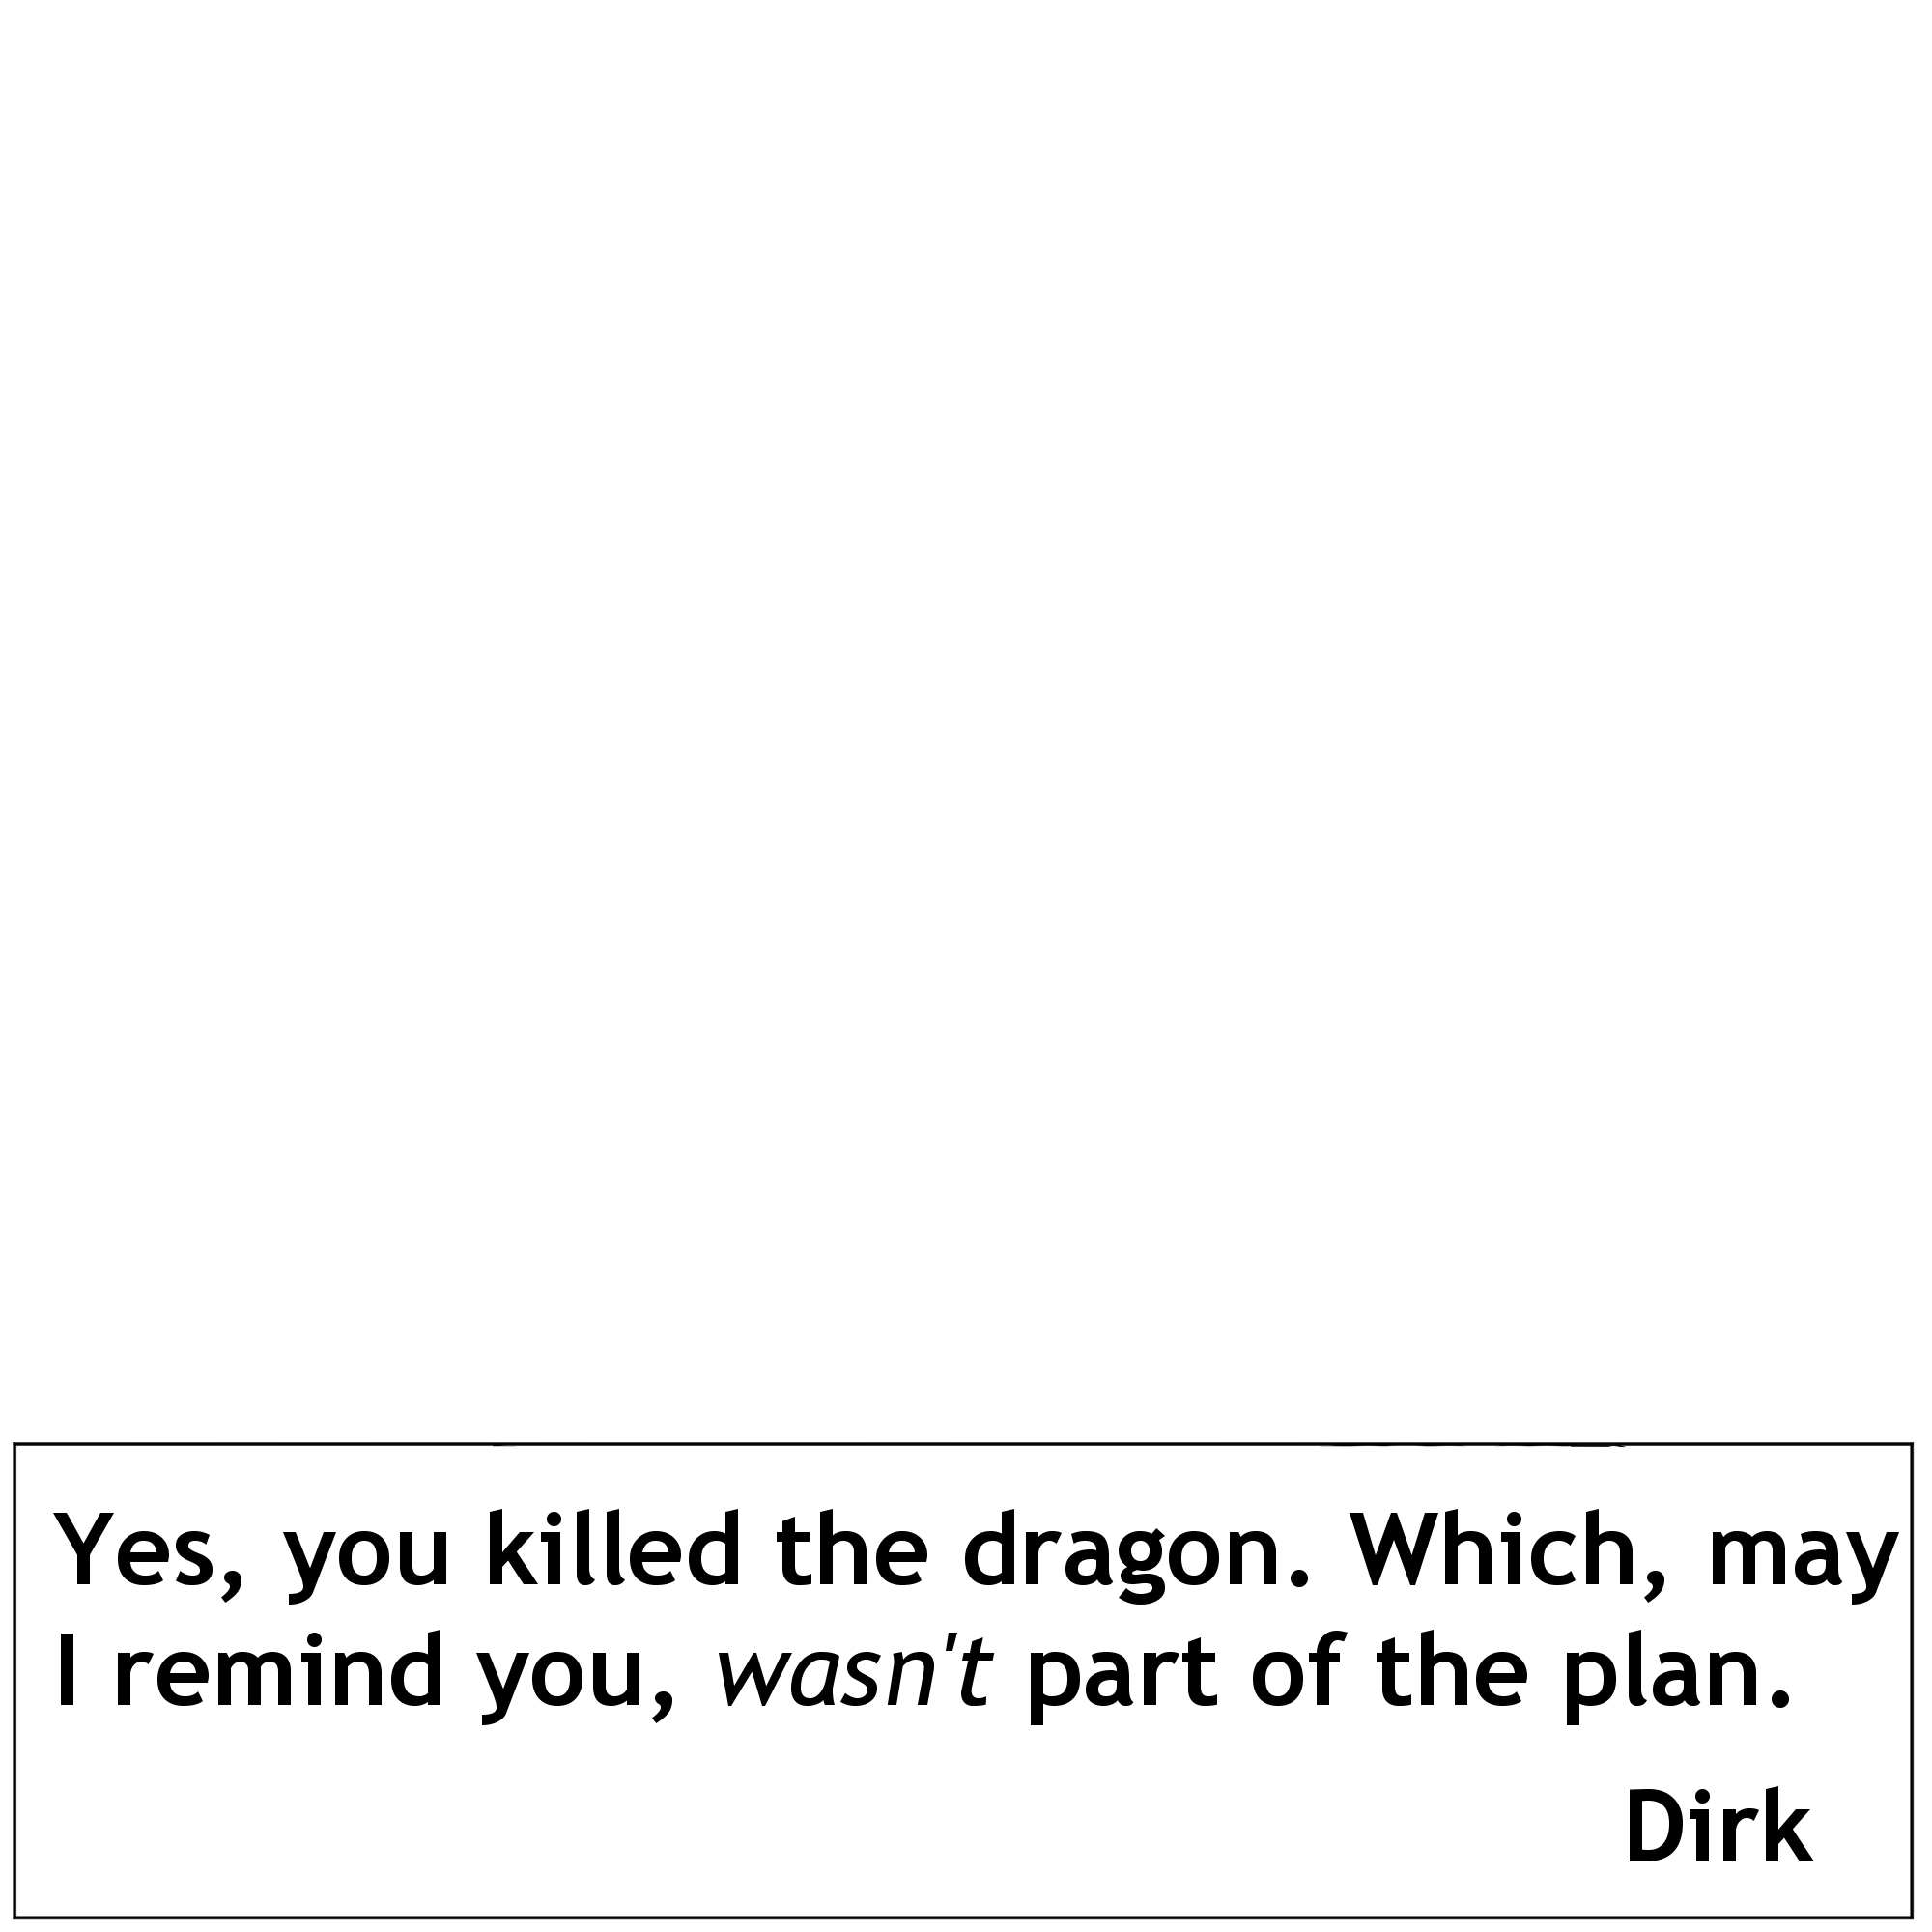 Yes, you killed the dragon. Which, may
I remind you, wasn't part of the plan.
Dirk